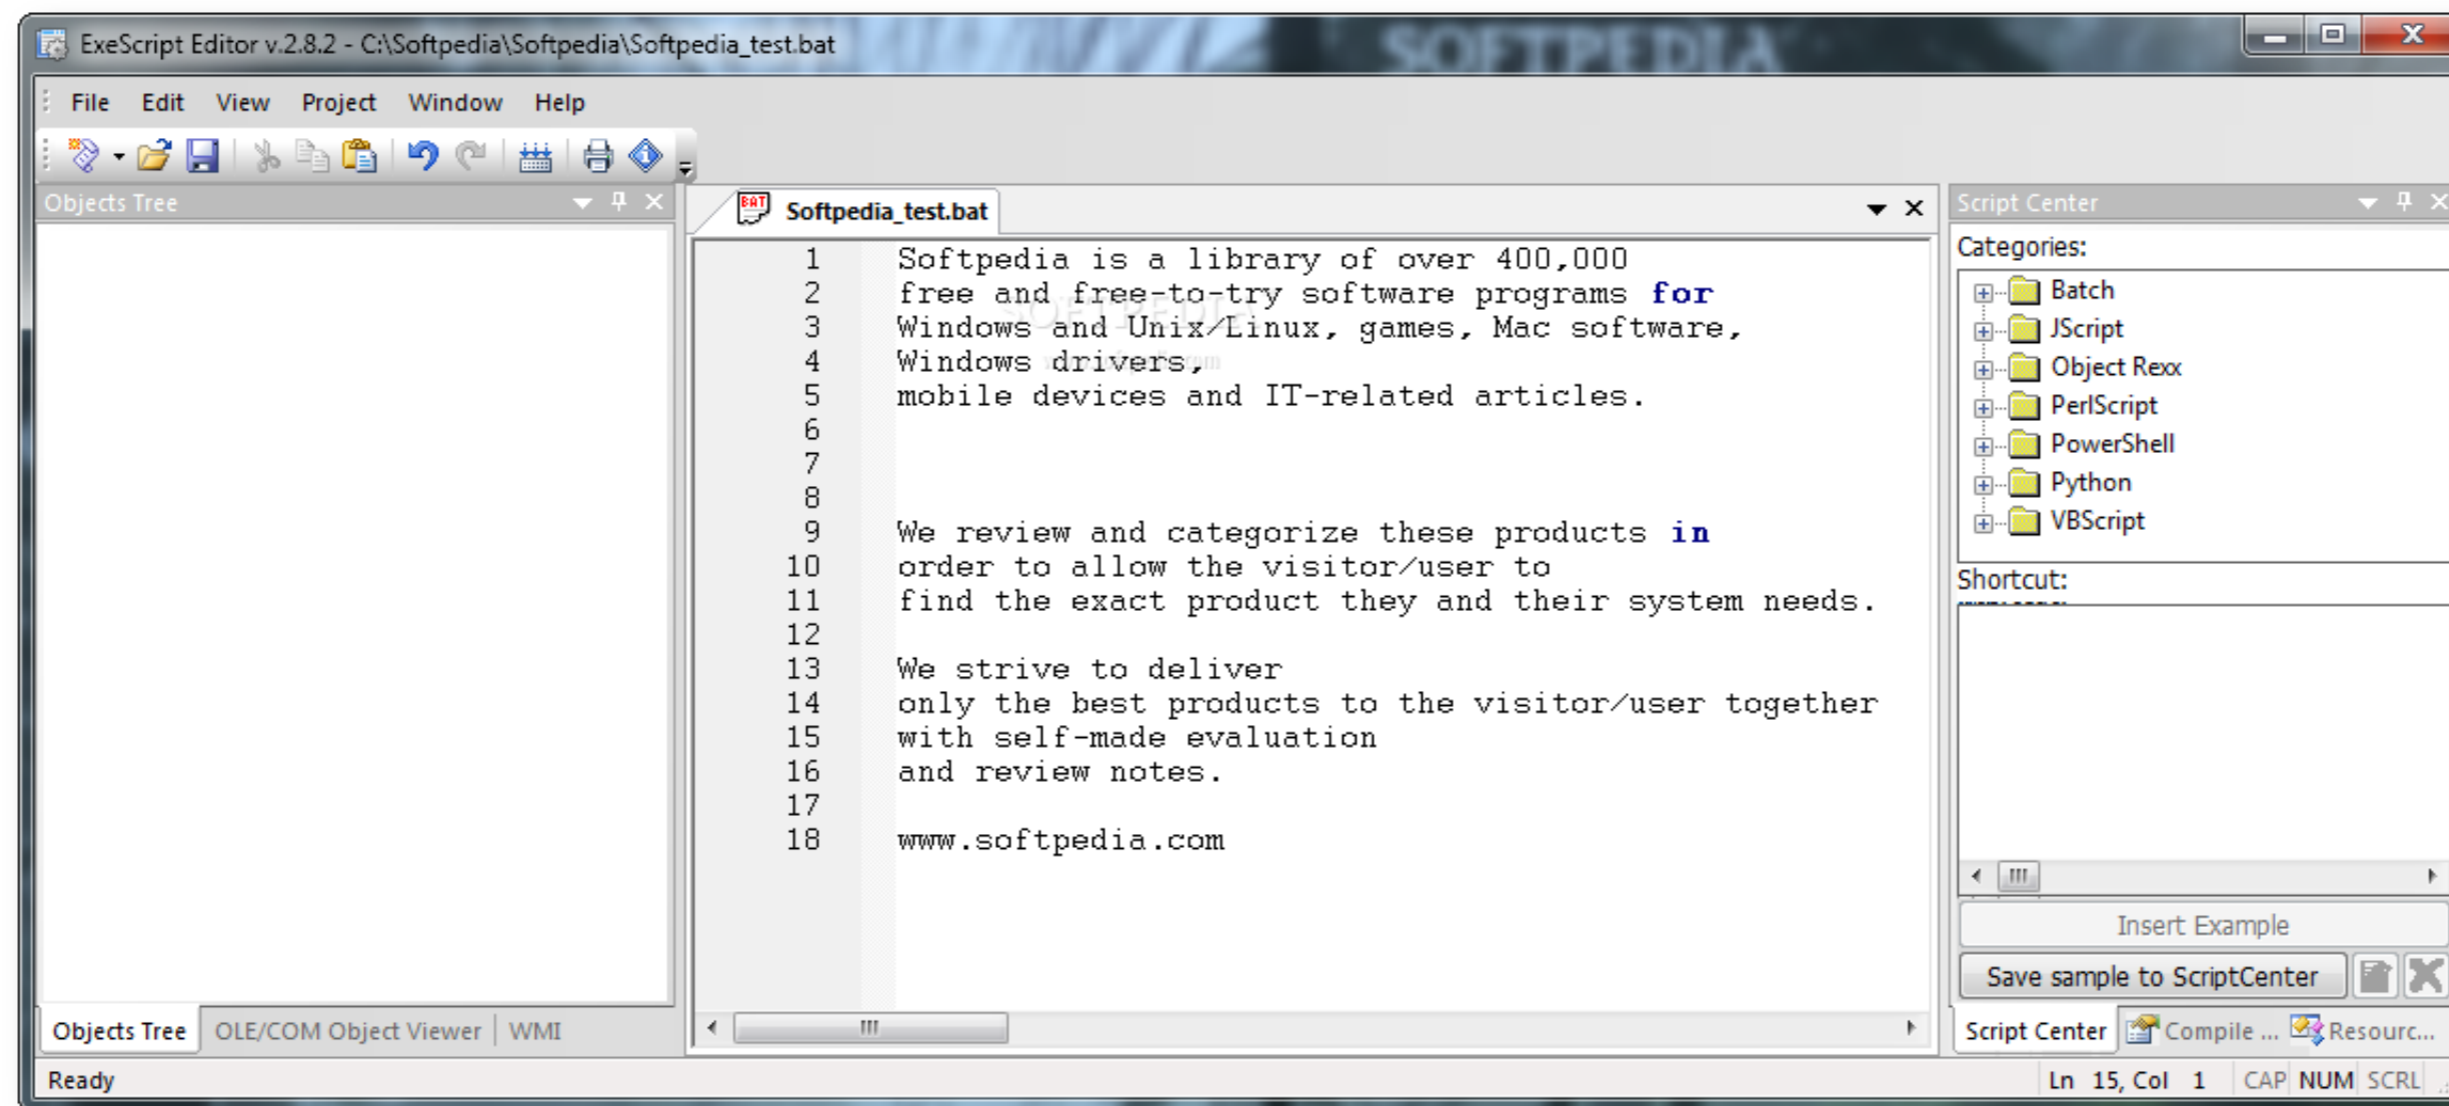 ExeScript Editor v.2.8.2 - C:\Softpedia\Softpedia\Softpedia_test.bat
SOFTPEDIA
File Edit View Project Window Help
Objects Tree
Softpedia_test.bat
1 Softpedia is a library of over 400,000
2 free and free-to-try software programs for
3 Windows and Unix/Linux, games, Mac software,
4 Windows drivers,
5 mobile devices and IT-related articles.
6
7
8
9 We review and categorize these products in
10 order to allow the visitor/user to
11 find the exact product they and their system needs.
12
13 We strive to deliver
14 only the best products to the visitor/user together
15 with self-made evaluation
16 and review notes.
17
18 www.softpedia.com
SOFTPEDIA
www.softpedia.com
Script Center
Categories:
Batch
JScript
Object Rexx
PerlScript
PowerShell
Python
VBScript
Shortcut:
Insert Example
Save sample to ScriptCenter
Objects Tree OLE/COM Object Viewer WMI
Script Center Compile ... Resourc...
Ready
Ln 15, Col 1 CAP NUM SCRL